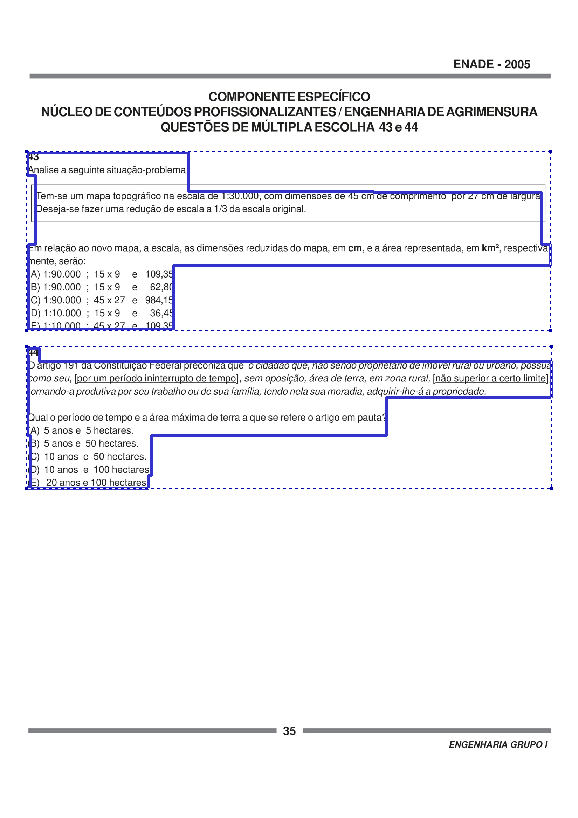 ENADE - 2005
COMPONENTE ESPECÍFICO
NÚCLEO DE CONTEÚDOS PROFISSIONALIZANTES / ENGENHARIA DE AGRIMENSURA
QUESTÕES DE MÚLTIPLA ESCOLHA 43 e 44
43
Analise a seguinte situação-problema
Tem-se um mapa topográfico na escala de 1:30.000, com dimensões de 45 cm de comprimento por 27 cm de largura.
Deseja-se fazer uma redução de escala a 1/3 da escala original.
Em relação ao novo mapa, a escala, as dimensões reduzidas do mapa, em cm, e a área representada, em km², respectiva-
mente, serão:
(A) 1:90.000 ; 15 x 9 e 109,35
(B) 1:90.000 ; 15 x 9 e 62,80
(C) 1:90.000 ; 45 x 27 e 984,15
(D) 1:10.000 ; 15 x 9 e 36,45
(E) 1:10.000 ; 45 x 27 e 109,35
44
O artigo 191 da Constituição Federal preconiza que o cidadão que, não sendo proprietário de imóvel rural ou urbano, possua
como seu, [por um período ininterrupto de tempo], sem oposição, área de terra, em zona rural, [não superior a certo limite]
tornando-a produtiva por seu trabalho ou de sua família, tendo nela sua moradia, adquirir-lhe-á a propriedade.
Qual o período de tempo e a área máxima de terra a que se refere o artigo em pauta?
(A) 5 anos e 5 hectares.
(B) 5 anos e 50 hectares.
(C) 10 anos e 50 hectares.
(D) 10 anos e 100 hectares
(E) 20 anos e 100 hectares
35
ENGENHARIA GRUPO I